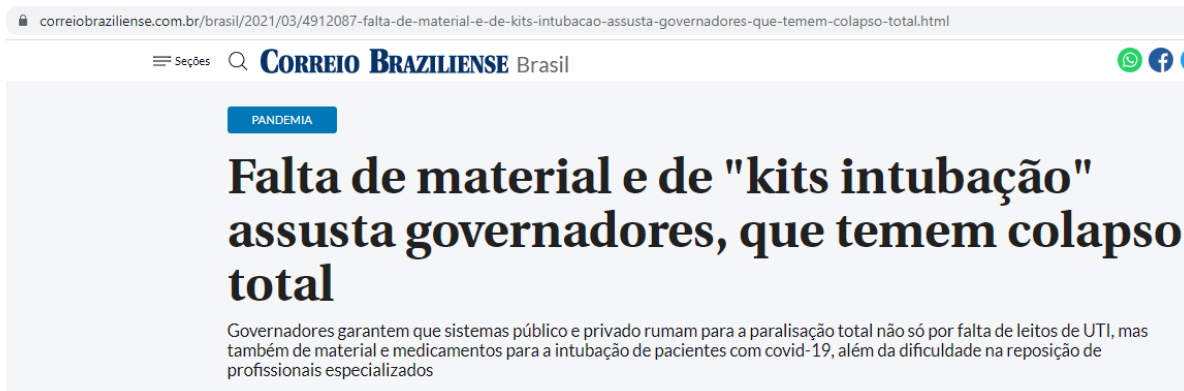 correiobraziliense.com.br/brasil/2021/03/4912087-falta-de-material-e-de-kits-intubacao-assusta-governadores-que-temem-colapso-total.html
Seções CORREIO BRAZILIENSE Brasil
PANDEMIA
Falta de material e de "kits intubação"
assusta governadores, que temem colapso
total
Governadores garantem que sistemas público e privado rumam para a paralisação total não só por falta de leitos de UTI, mas
também de material e medicamentos para a intubação de pacientes com covid-19, além da dificuldade na reposição de
profissionais especializados